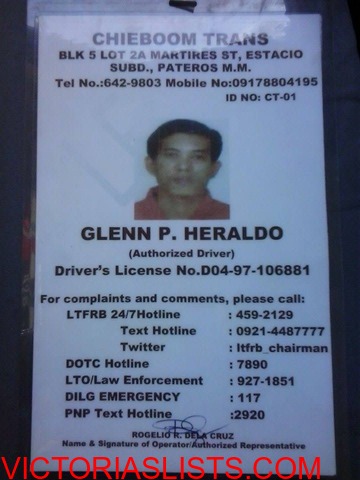 CHIEBOOM TRANS
BLK 5 LOT 2A MARTIRES ST, ESTACIO
SUBD., PATEROS M.M.
Tel No.:642-9803 Mobile No:09178804195
ID NO: CT-01
GLENN P. HERALDO
(Authorized Driver)
Driver's License No.D04-97-106881
For complaints and comments, please call:
LTFRB 24/7Hotline : 459-2129
Text Hotline : 0921-4487777
Twitter : ltfrb_chairman
DOTC Hotline : 7890
LTO/Law Enforcement : 927-1851
DILG EMERGENCY : 117
PNP Text Hotline :2920
ROGELIO R. DELA CRUZ
Name & Signature of Operator/Authorized Representative
VICTORIASLISTS.COM